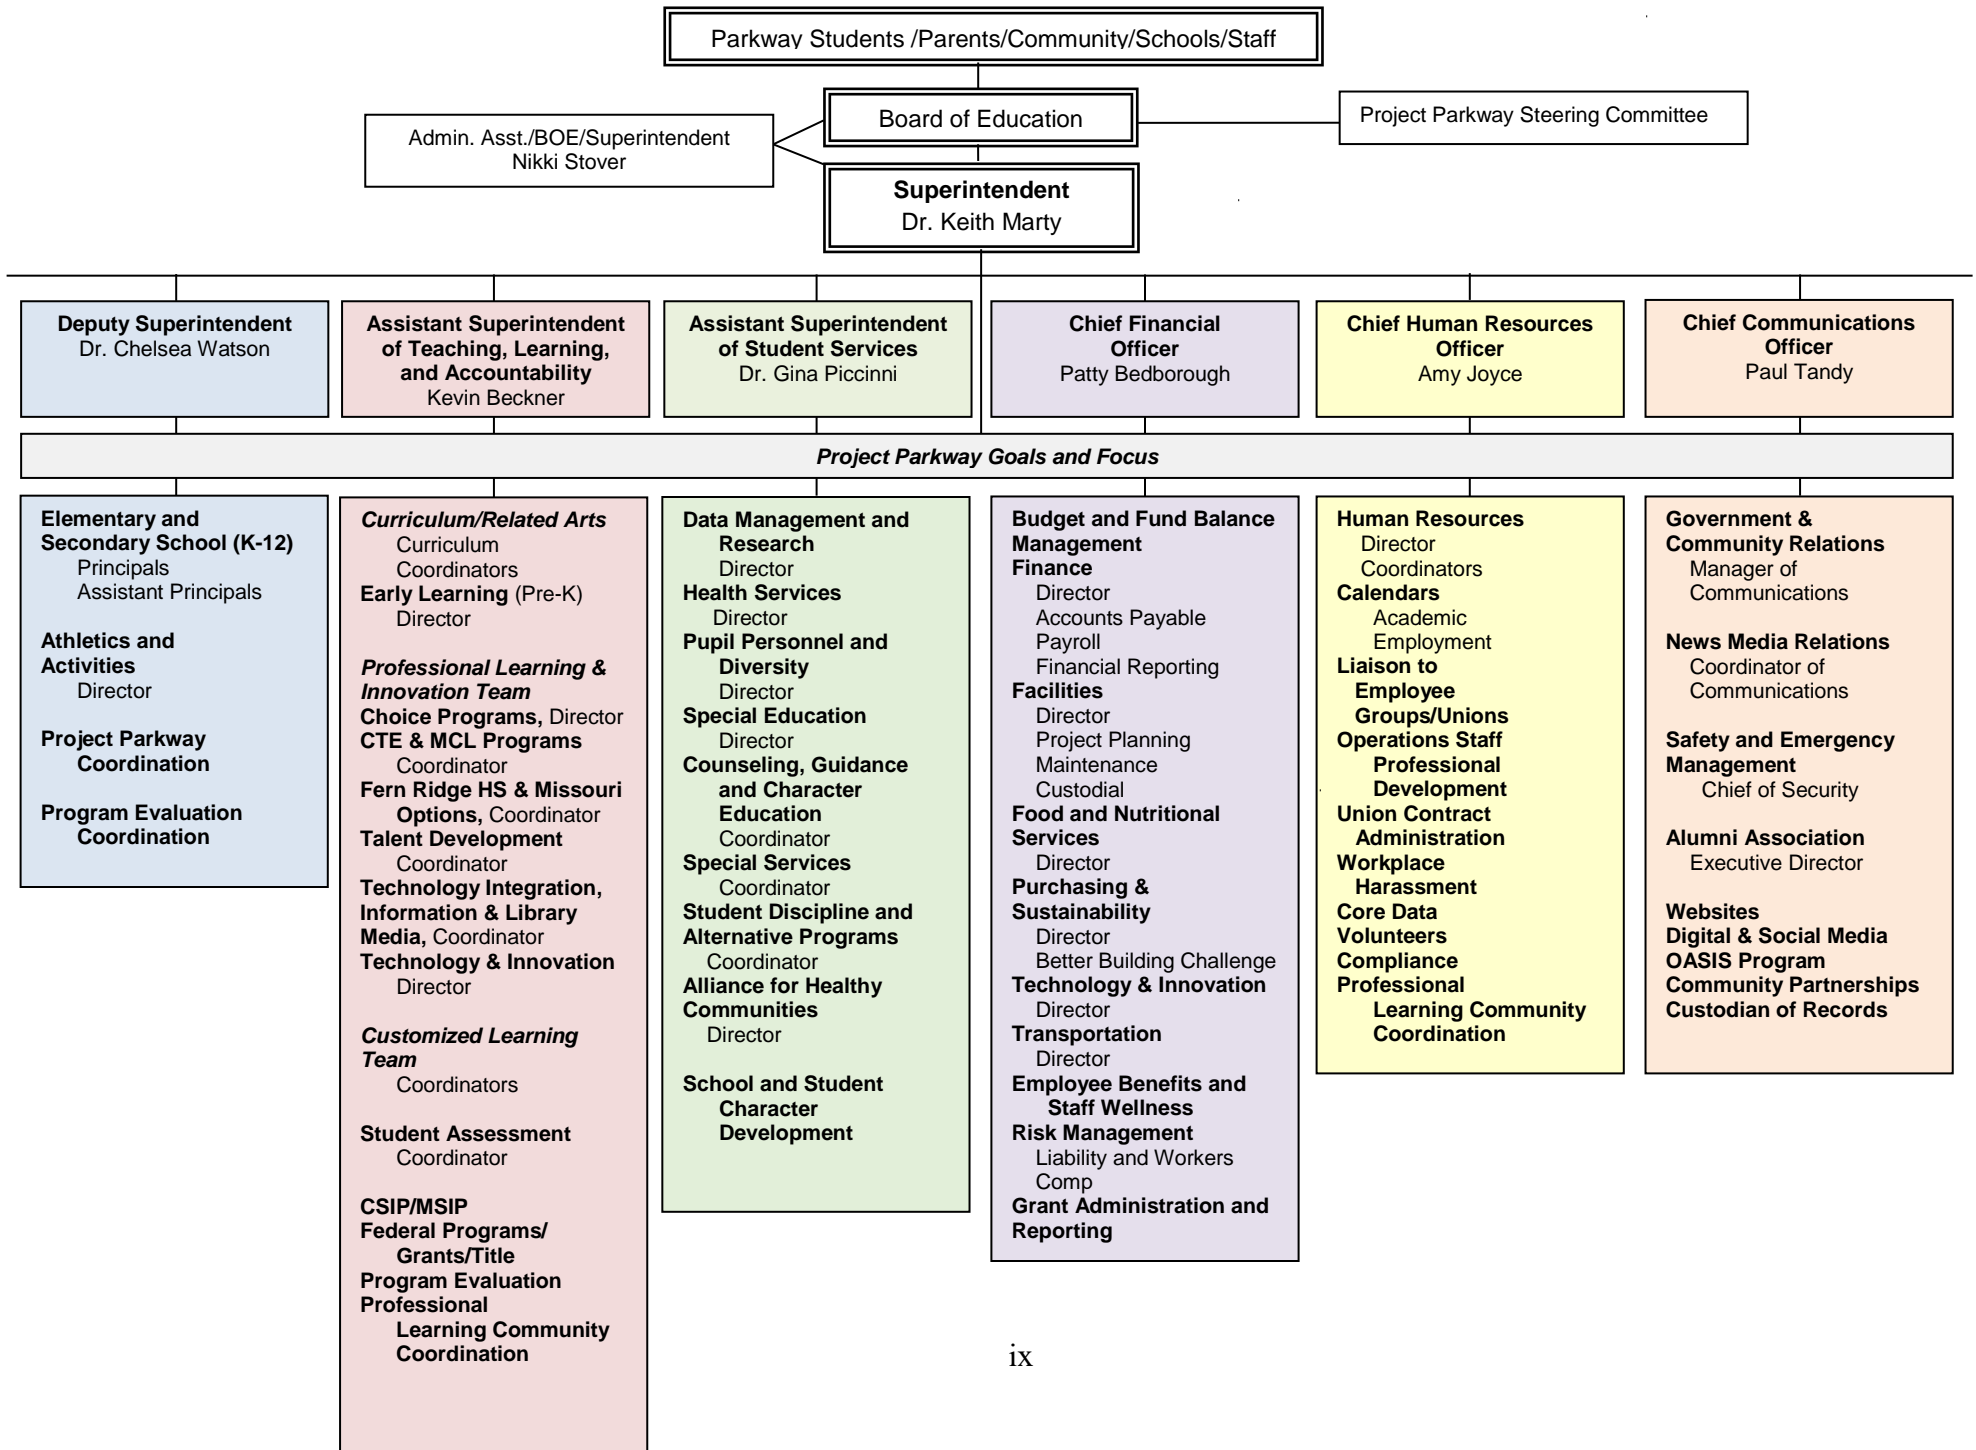 Parkway Students /Parents/Community/Schools/Staff
Board of Education
Project Parkway Steering Committee
Admin. Asst./BOE/Superintendent
Nikki Stover
Superintendent
Dr. Keith Marty
Deputy Superintendent
Dr. Chelsea Watson
Assistant Superintendent
of Teaching, Learning,
and Accountability
Kevin Beckner
Assistant Superintendent
of Student Services
Dr. Gina Piccinni
Chief Financial
Officer
Patty Bedborough
Chief Human Resources
Officer
Amy Joyce
Chief Communications
Officer
Paul Tandy
Project Parkway Goals and Focus
Elementary and
Secondary School (K-12)
Principals
Assistant Principals
Athletics and
Activities
Director
Project Parkway
Coordination
Program Evaluation
Coordination
Curriculum/Related Arts
Curriculum
Coordinators
Early Learning (Pre-K)
Director
Professional Learning &
Innovation Team
Choice Programs, Director
CTE & MCL Programs
Coordinator
Fern Ridge HS & Missouri
Options, Coordinator
Talent Development
Coordinator
Technology Integration,
Information & Library
Media, Coordinator
Technology & Innovation
Director
Customized Learning
Team
Coordinators
Student Assessment
Coordinator
CSIP/MSIP
Federal Programs/
Grants/Title
Program Evaluation
Professional
Learning Community
Coordination
Data Management and
Research
Director
Health Services
Director
Pupil Personnel and
Diversity
Director
Special Education
Director
Counseling, Guidance
and Character
Education
Coordinator
Special Services
Coordinator
Student Discipline and
Alternative Programs
Coordinator
Alliance for Healthy
Communities
Director
School and Student
Character
Development
Budget and Fund Balance
Management
Finance
Director
Accounts Payable
Payroll
Financial Reporting
Facilities
Director
Project Planning
Maintenance
Custodial
Food and Nutritional
Services
Director
Purchasing &
Sustainability
Director
Better Building Challenge
Technology & Innovation
Director
Transportation
Director
Employee Benefits and
Staff Wellness
Risk Management
Liability and Workers
Comp
Grant Administration and
Reporting
Human Resources
Director
Coordinators
Calendars
Academic
Employment
Liaison to
Employee
Groups/Unions
Operations Staff
Professional
Development
Union Contract
Administration
Workplace
Harassment
Core Data
Volunteers
Compliance
Professional
Learning Community
Coordination
Government &
Community Relations
Manager of
Communications
News Media Relations
Coordinator of
Communications
Safety and Emergency
Management
Chief of Security
Alumni Association
Executive Director
Websites
Digital & Social Media
OASIS Program
Community Partnerships
Custodian of Records
ix